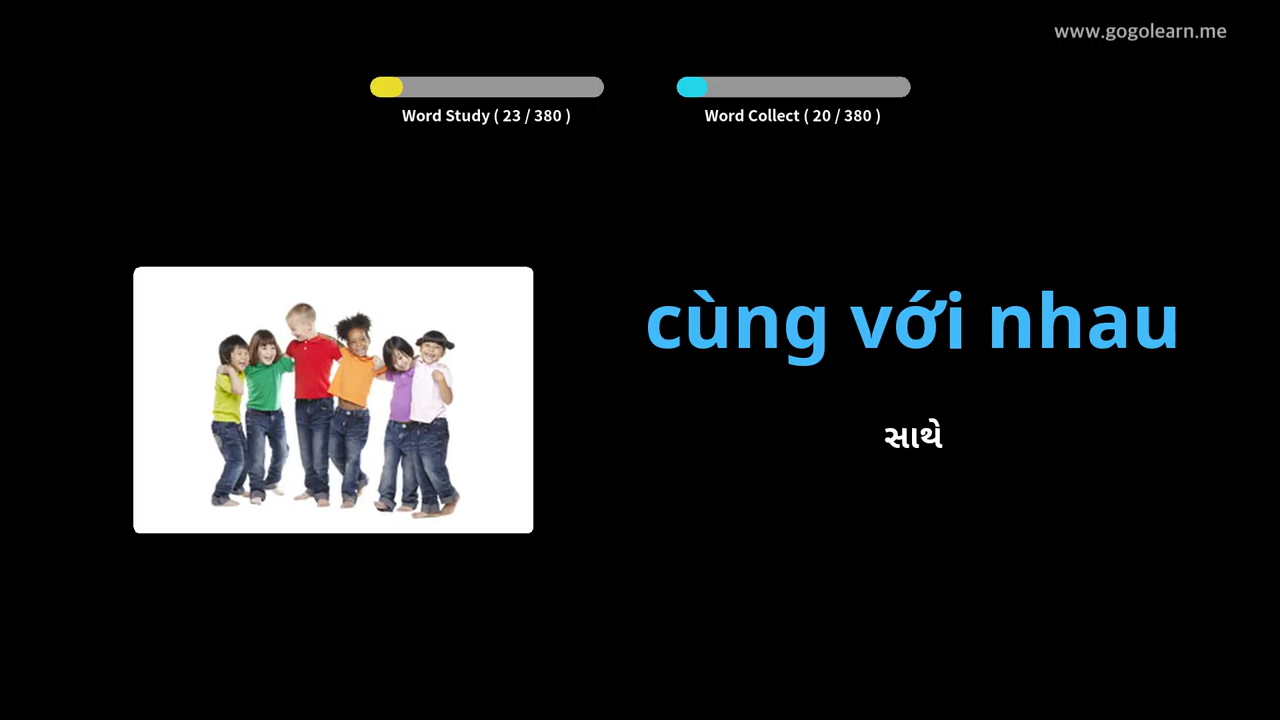 www.gogolearn.me
Word Study ( 23 / 380 )
Word Collect ( 20 / 380 )
cùng với nhau
સાથે